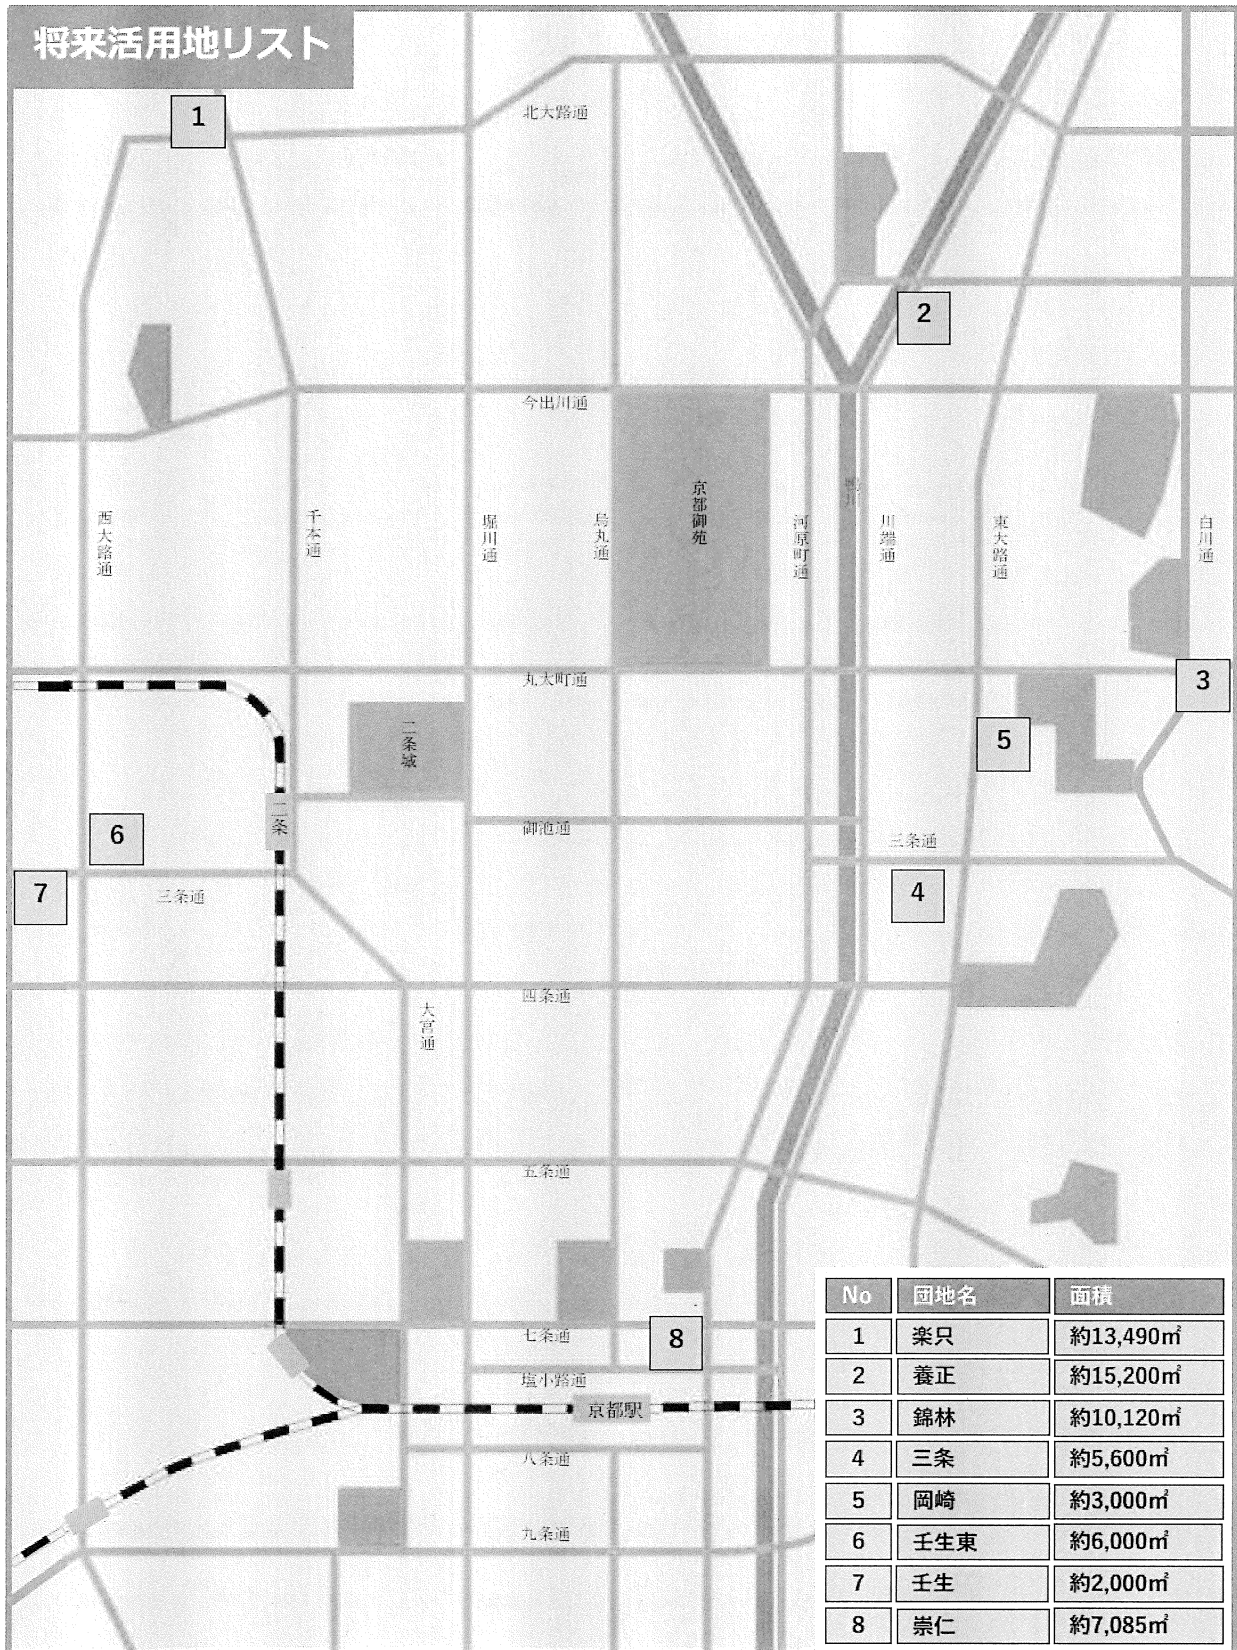 将来活用地リスト
1
北大路通
2
今出川通
西大路通
千本通
堀川通
烏丸通
京都御苑
河原町通
鴨川
川端通
東大路通
白川通
丸太町通
3
二条城
5
二条
6
御池通
三条通
7
三条通
4
四条通
大宮通
五条通
七条通
8
塩小路通
京都駅
八条通
九条通
No 団地名 面積
1 楽只 約13,490㎡
2 養正 約15,200㎡
3 錦林 約10,120㎡
4 三条 約5,600㎡
5 岡崎 約3,000㎡
6 壬生東 約6,000㎡
7 壬生 約2,000㎡
8 崇仁 約7,085㎡